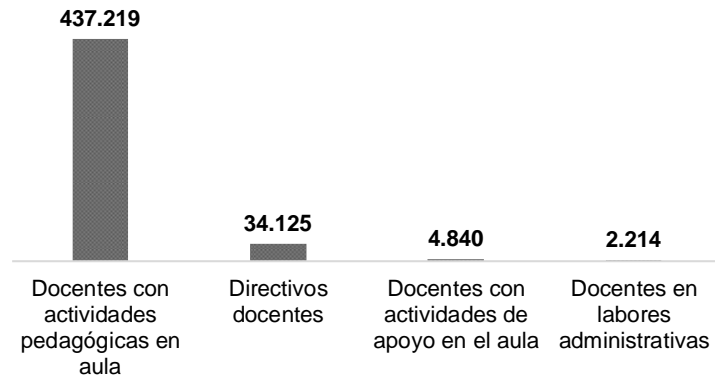 437.219
34.125
4.840
2.214
Docentes con
actividades
pedagógicas en
aula
Directivos
docentes
Docentes con
actividades de
apoyo en el aula
Docentes en
labores
administrativas